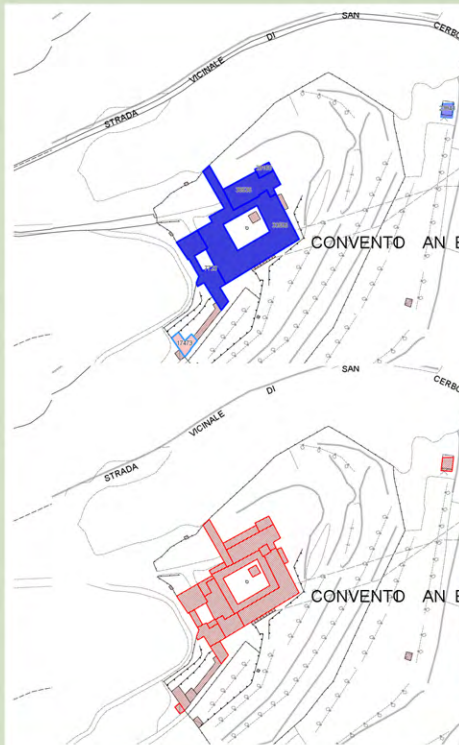 SAN
DI
CERBO
VICINALE
STRADA
CONVENTO AN
SAN
DI
CERBO
VICINALE
STRADA
CONVENTO AN